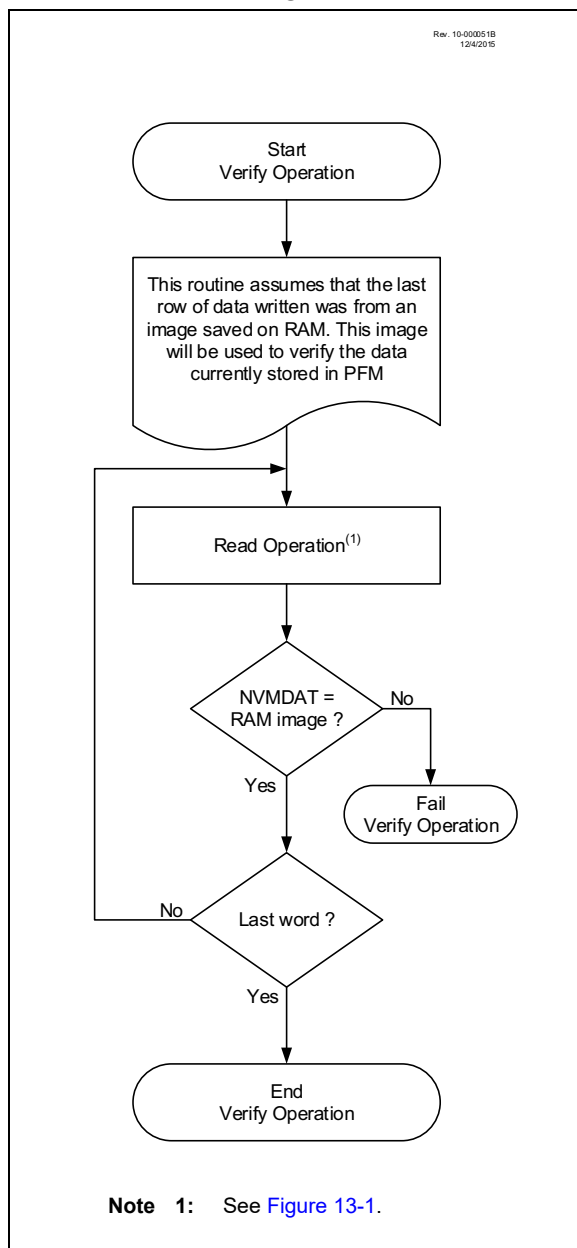 Rev. 10-000051B
12/4/2015
Start
Verify Operation
This routine assumes that the last
row of data written was from an
image saved on RAM. This image
will be used to verify the data
currently stored in PFM
Read Operation(1)
NVMDAT =
RAM image ?
No
Yes
Fail
Verify Operation
Last word ?
No
Yes
End
Verify Operation
Note 1: See Figure 13-1.